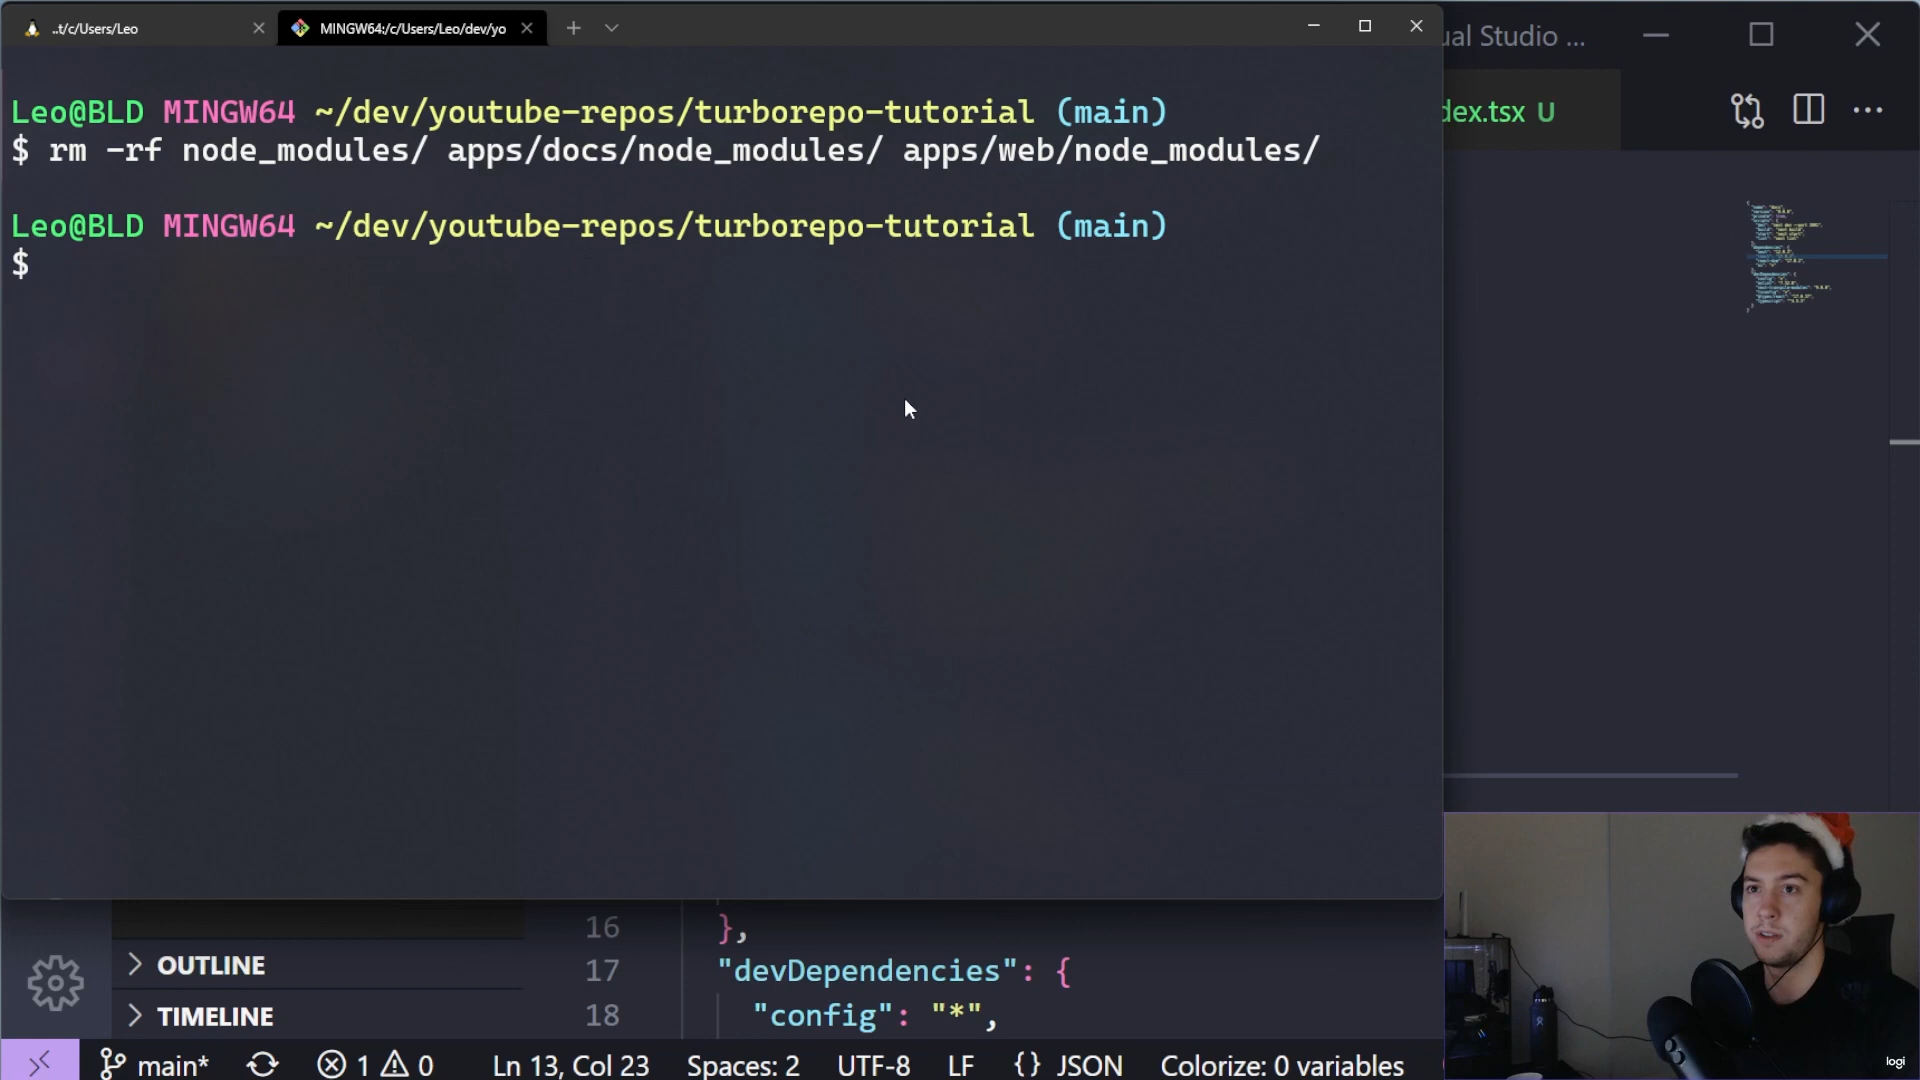 ..t/c/Users/Leo
MINGW64:/c/Users/Leo/dev/yo
ual Studio ...
Leo@BLD MINGW64 ~/dev/youtube-repos/turborepo-tutorial (main)
dex.tsx U
$ rm -rf node_modules/ apps/docs/node_modules/ apps/web/node_modules/
Leo@BLD MINGW64 ~/dev/youtube-repos/turborepo-tutorial (main)
$
16 },
OUTLINE
17 "devDependencies": {
TIMELINE
18 "config": "*",
main* 1 0 Ln 13, Col 23 Spaces: 2 UTF-8 LF {} JSON Colorize: 0 variables
logi